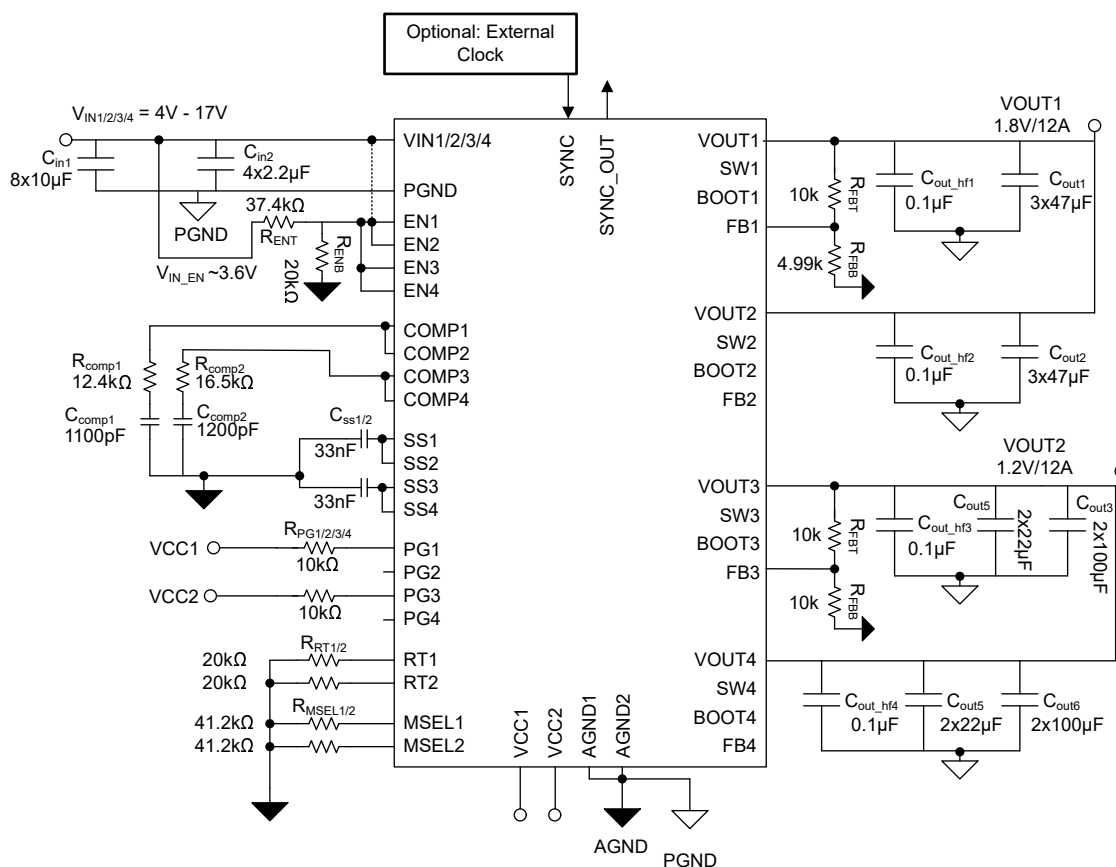 Optional: External
Clock
VIN1/2/3/4 = 4V - 17V
Cin1
8x10µF
Cin2
4x2.2µF
PGND
37.4kΩ
RENT
RENB
20kΩ
VIN_EN ~3.6V
Rcomp1
12.4kΩ
Rcomp2
16.5kΩ
Ccomp1
1100pF
Ccomp2
1200pF
Css1/2
33nF
33nF
VCC1
RPG1/2/3/4
10kΩ
VCC2
10kΩ
20kΩ
RRT1/2
20kΩ
41.2kΩ
RMSEL1/2
41.2kΩ
VIN1/2/3/4
PGND
EN1
EN2
EN3
EN4
COMP1
COMP2
COMP3
COMP4
SS1
SS2
SS3
SS4
PG1
PG2
PG3
PG4
RT1
RT2
MSEL1
MSEL2
SYNC
SYNC_OUT
VCC1
VCC2
AGND1
AGND2
AGND
PGND
VOUT1
SW1
BOOT1
FB1
VOUT2
SW2
BOOT2
FB2
VOUT3
SW3
BOOT3
FB3
VOUT4
SW4
BOOT4
FB4
VOUT1
1.8V/12A
10k
RFBT
4.99k
RFBB
Cout_hf1
0.1µF
Cout1
3x47µF
Cout_hf2
0.1µF
Cout2
3x47µF
VOUT2
1.2V/12A
10k
RFBT
10k
RFBB
Cout_hf3
0.1µF
Cout5
2x22µF
Cout3
2x100µF
Cout_hf4
0.1µF
Cout5
2x22µF
Cout6
2x100µF